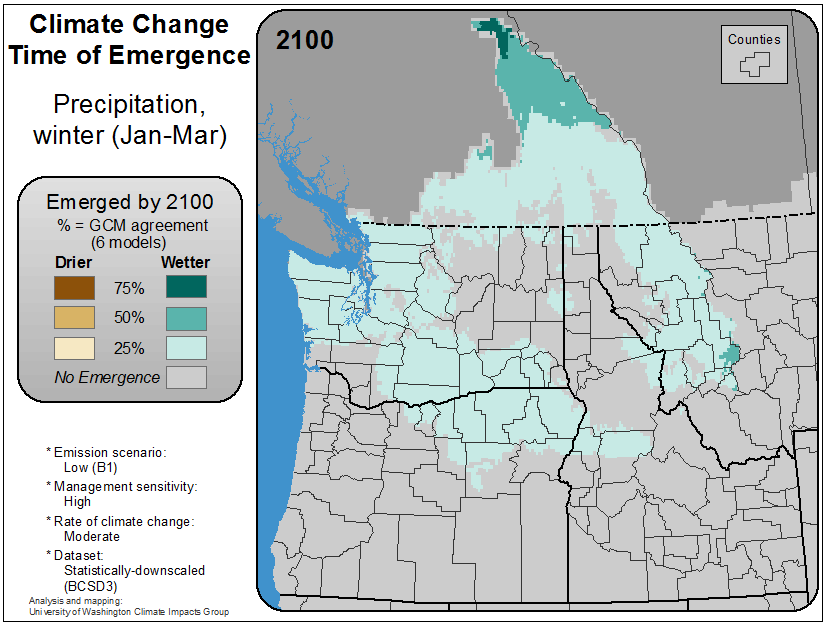 Climate Change
Time of Emergence
Precipitation,
winter (Jan-Mar)
Emerged by 2100
% = GCM agreement
(6 models)
Drier Wetter
75%
50%
25%
No Emergence
* Emission scenario:
Low (B1)
* Management sensitivity:
High
* Rate of climate change:
Moderate
* Dataset:
Statistically-downscaled
(BCSD3)
Analysis and mapping:
University of Washington Climate Impacts Group
2100
Counties